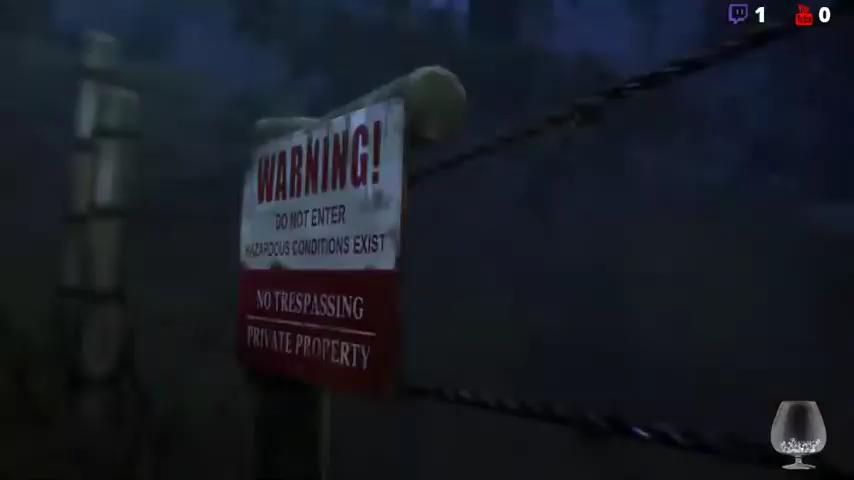 1
0
WARNING!
DO NOT ENTER
HAZARDOUS CONDITIONS EXIST
NO TRESPASSING
PRIVATE PROPERTY